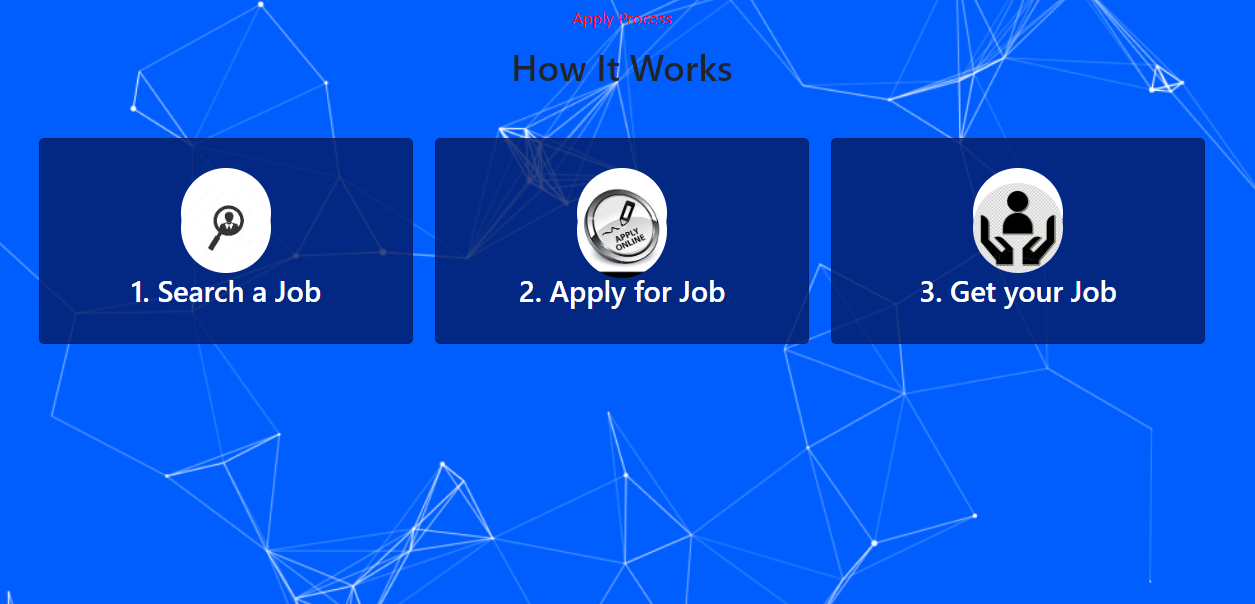 Apply Process
How It Works
APPLY
ONLINE
1. Search a Job
2. Apply for Job
3. Get your Job